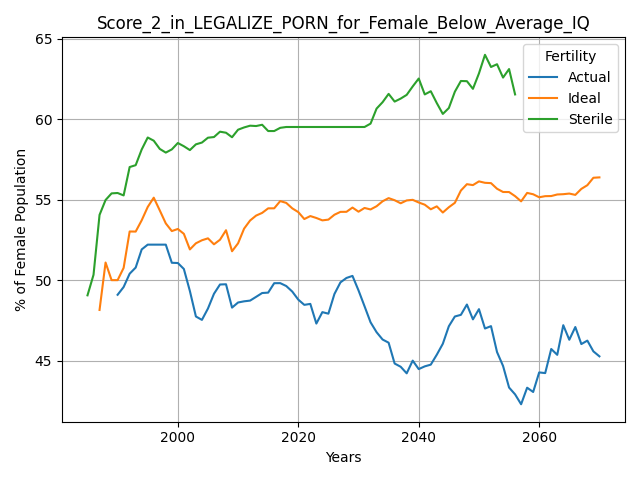 Score_2_in_LEGALIZE_PORN_for_Female_Below_Average_IQ
65
60
55
50
45
% of Female Population
Fertility
Actual
Ideal
Sterile
2000
2020
2040
2060
Years